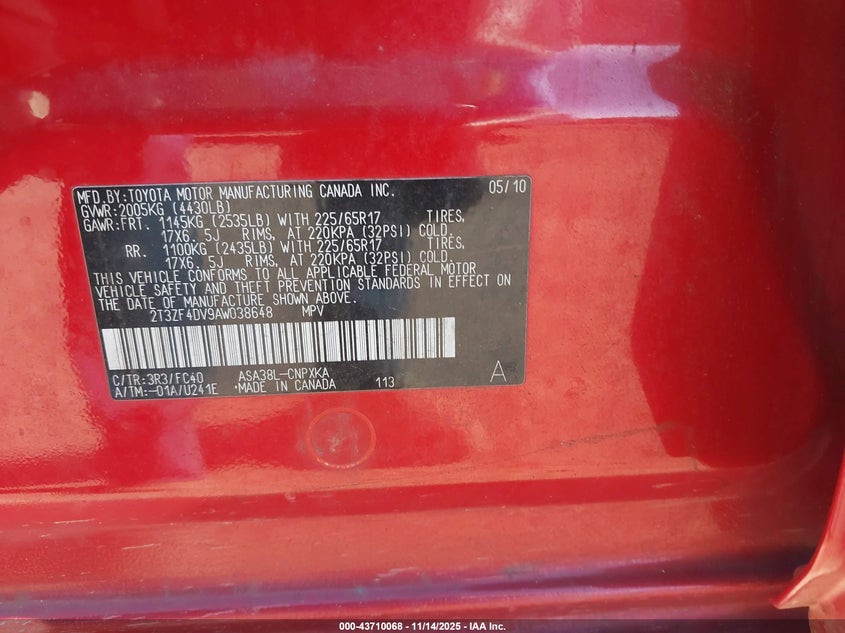 MFD.BY:TOYOTA MOTOR MANUFACTURING CANADA INC. 05/10
GVWR:2005KG (4430LB)
GAWR:FRT. 1145KG (2535LB) WITH 225/65R17 TIRES,
17X6. 5J RIMS, AT 220KPA (32PSI) COLD.
RR. 1100KG (2435LB) WITH 225/65R17 TIRES,
17X6. 5J RIMS, AT 220KPA (32PSI) COLD.
THIS VEHICLE CONFORMS TO ALL APPLICABLE FEDERAL MOTOR
VEHICLE SAFETY AND THEFT PREVENTION STANDARDS IN EFFECT ON
THE DATE OF MANUFACTURE SHOWN ABOVE.
2T3ZF4DV9AW038648 MPV
C/TR:3R3/FC40 ASA38L-CNPXKA
A/TM:-01A/U241E MADE IN CANADA 113 A
000-43710068 - 11/14/2025 - IAA Inc.